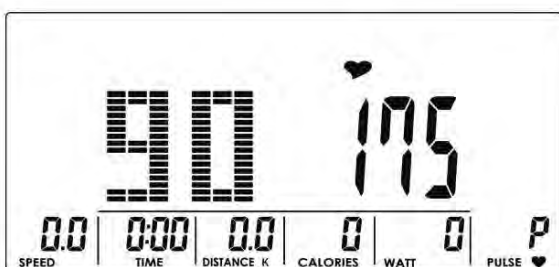 90 175
0.0 0:00 0.0 0 0 P
SPEED TIME DISTANCE K CALORIES WATT PULSE